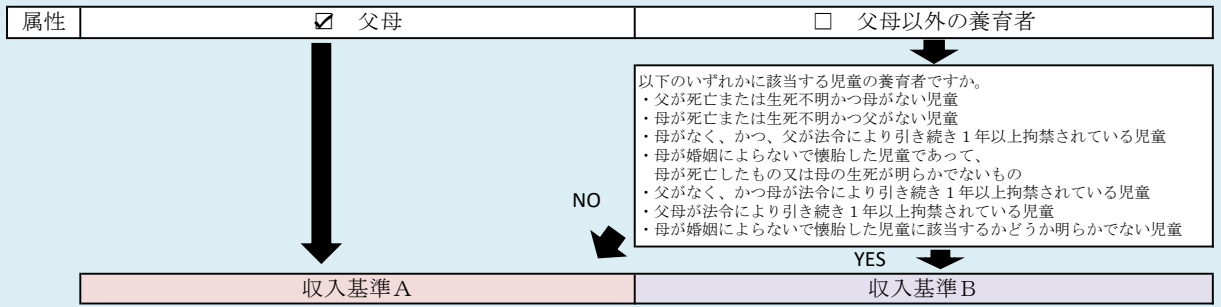 属性 ☑ 父母 □ 父母以外の養育者
以下のいずれかに該当する児童の養育者ですか。
・父が死亡または生死不明かつ母がない児童
・母が死亡または生死不明かつ父がない児童
・母がなく、かつ、父が法令により引き続き１年以上拘禁されている児童
・母が婚姻によらないで懐胎した児童であって、
母が死亡したもの又は母の生死が明らかでないもの
・父がなく、かつ母が法令により引き続き１年以上拘禁されている児童
・父母が法令により引き続き１年以上拘禁されている児童
・母が婚姻によらないで懐胎した児童に該当するかどうか明らかでない児童
NO
YES
収入基準Ａ 収入基準Ｂ